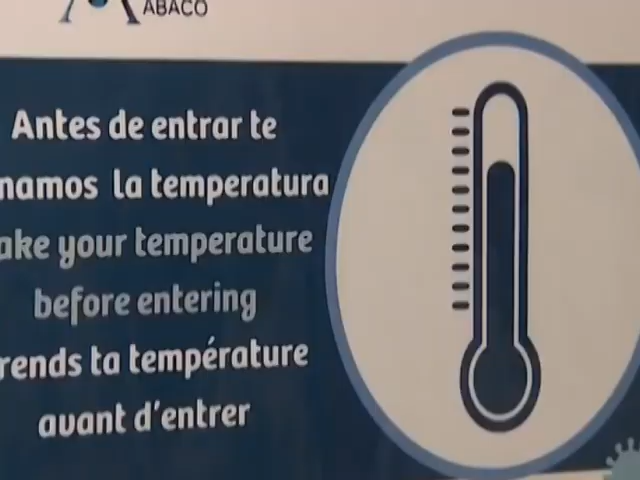 ABACO
Antes de entrar te
namos la temperatura
ake your temperature
before entering
rends ta température
avant d'entrer